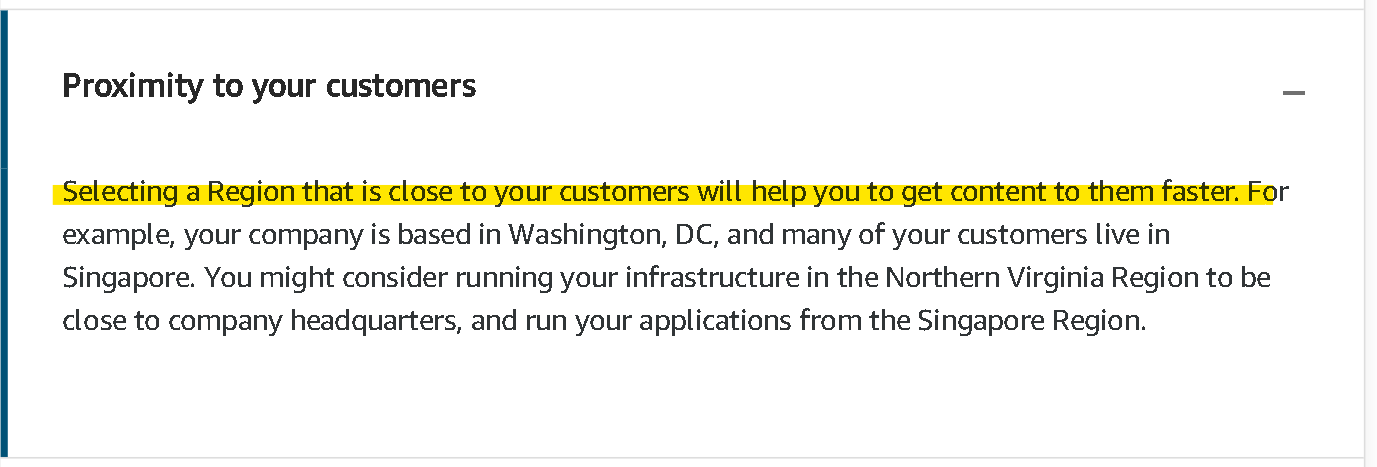 Proximity to your customers
Selecting a Region that is close to your customers will help you to get content to them faster. For
example, your company is based in Washington, DC, and many of your customers live in
Singapore. You might consider running your infrastructure in the Northern Virginia Region to be
close to company headquarters, and run your applications from the Singapore Region.